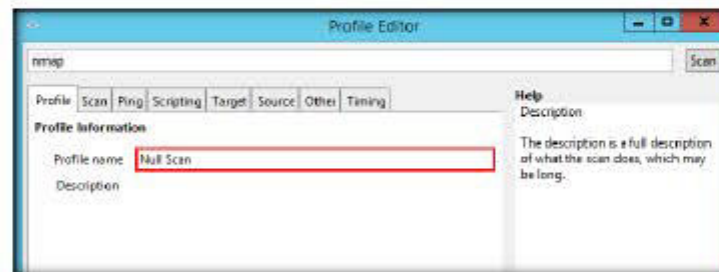 Profile Editor
nmap
Scan
Profile Scan Ping Scripting Target Source Other Timing
Profile Information
Profile name Null Scan
Description
Help
Description
The description is a full description
of what the scan does, which may
be long.